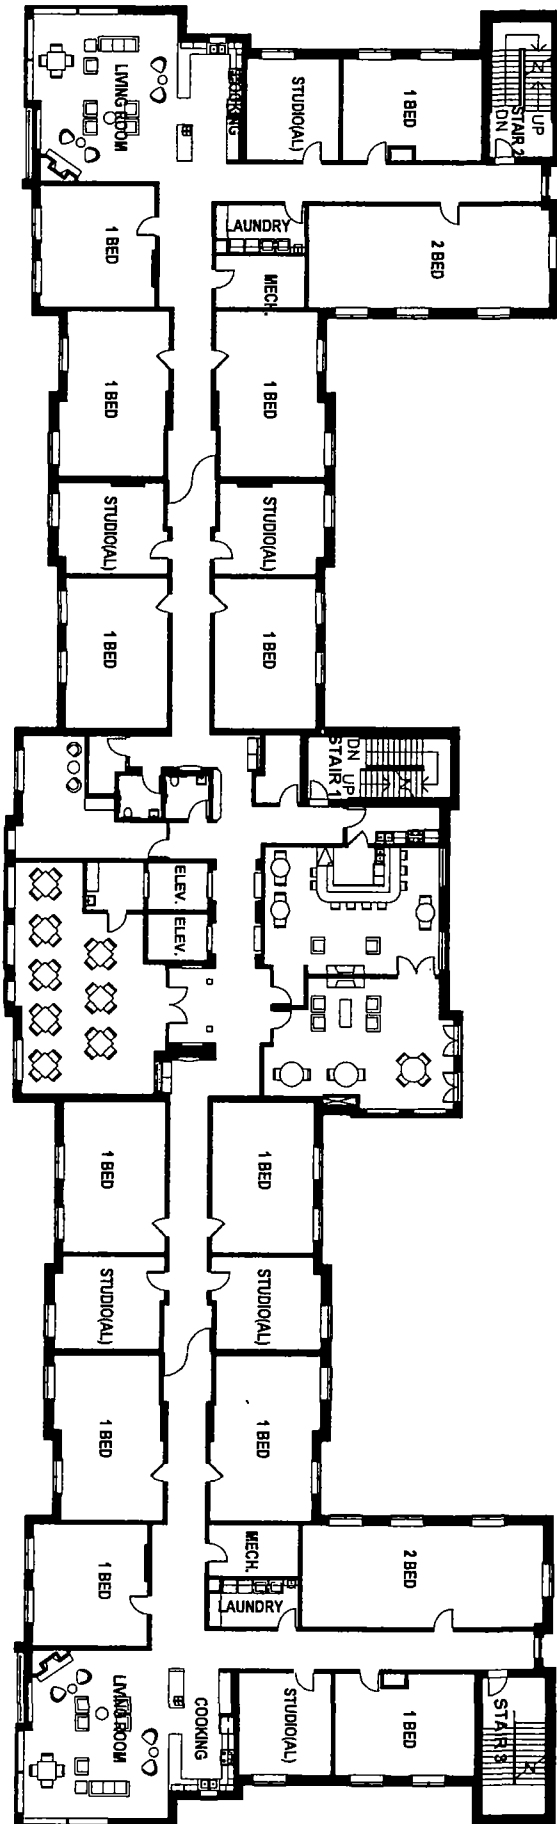 LIVING ROOM
COOKING
STUDIO(AL)
1 BED
UP
STAIR 2
DN
1 BED
LAUNDRY
2 BED
MECH.
1 BED
1 BED
STUDIO(AL)
STUDIO(AL)
1 BED
1 BED
DN
UP
STAIR 1
ELEV.
ELEV.
1 BED
1 BED
STUDIO(AL)
STUDIO(AL)
1 BED
1 BED
MECH.
2 BED
1 BED
LAUNDRY
LIVING ROOM
COOKING
STUDIO(AL)
1 BED
STAIR 3